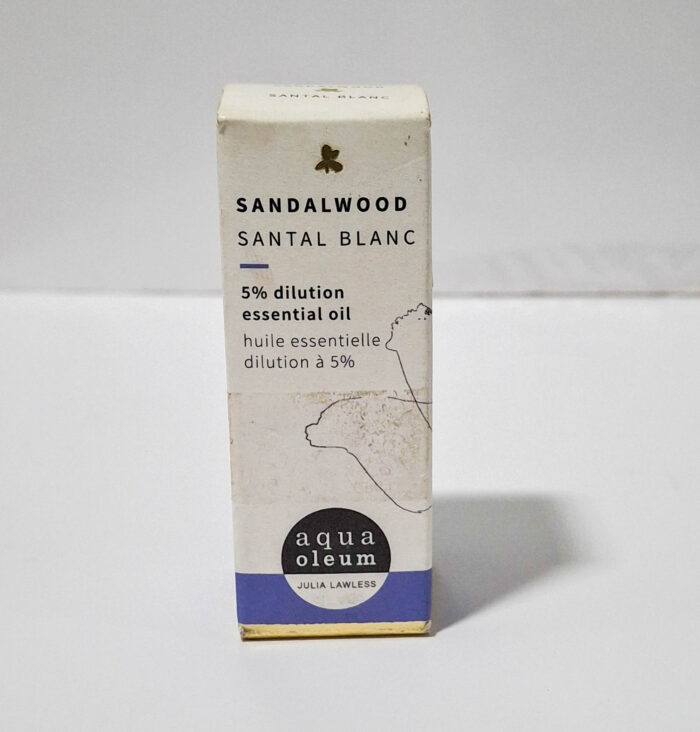 SANTAL BLANC
SANDALWOOD
SANTAL BLANC
5% dilution
essential oil
huile essentielle
dilution à 5%
aqua
oleum
JULIA LAWLESS